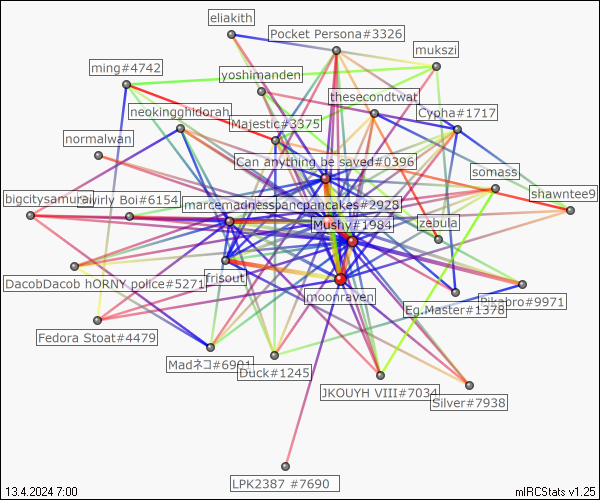 eliakith
Pocket Persona#3326
mukszi
ming#4742
yoshimanden
thesecondtwat
neokingghidorah
Majestic#3375
Cypha#1717
normalwan
Can anything be saved#0396
somass
bigcitysamurai
Girly Boi#6154
marcemadness
pancpancakes#2928
shawntee9
Mushy#1984
zebula
DacobDacob hORNY police#5271
frisout
moonraven
Eg.Master#1378
Pikabro#9971
Fedora Stoat#4479
Madネコ#6901
Duck#1245
JKOUYH VIII#7034
Silver#7938
LPK2387 #7690
13.4.2024 7:00
mIRCStats v1.25